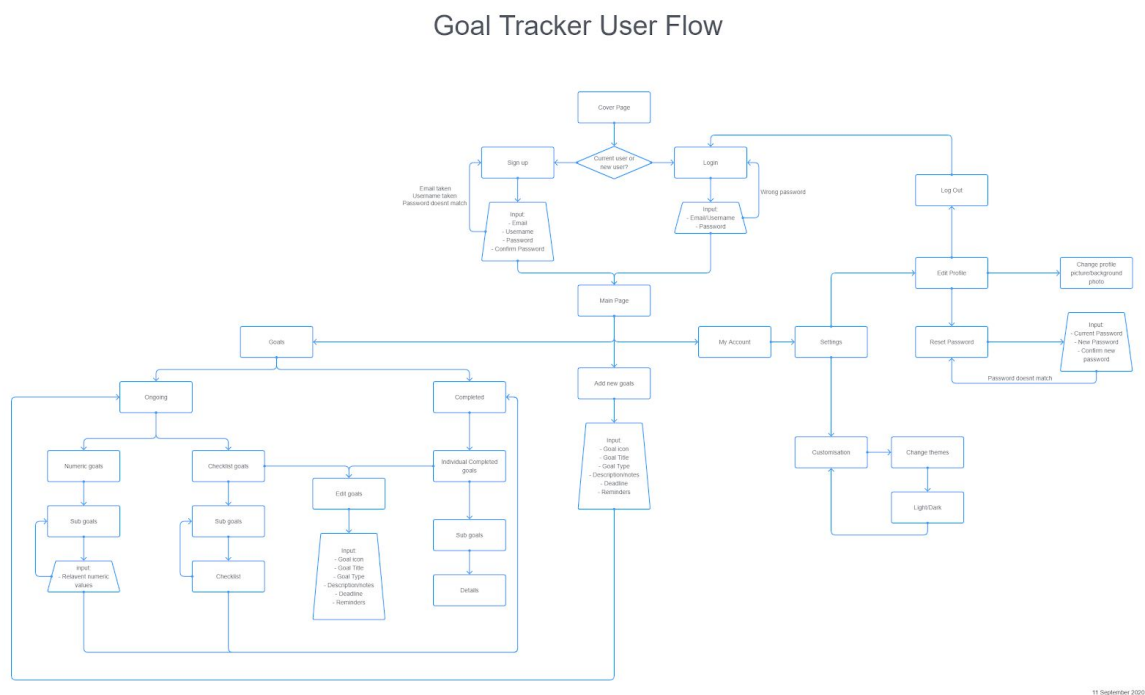 Goal Tracker User Flow
Cover Page
Current user or
new user?
Sign up
Login
Log Out
Email taken
Username taken
Password doesnt match
Wrong password
Input:
- Email
- Username
- Password
- Confirm Password
Input:
- Email/Username
- Password
Edit Profile
Change profile
picture/background
photo
Main Page
Goals
My Account
Settings
Reset Password
Input:
- Current Password
- New Password
- Confirm new
password
Password doesnt match
Ongoing
Completed
Add new goals
Input:
- Goal icon
- Goal Title
- Goal Type
- Description/notes
- Deadline
- Reminders
Numeric goals
Checklist goals
Individual Completed
goals
Edit goals
Customisation
Change themes
Light/Dark
Sub goals
Sub goals
Sub goals
Input:
- Goal icon
- Goal Title
- Goal Type
- Description/notes
- Deadline
- Reminders
Input
- Relavent numeric
values
Checklist
Details
11 September 2020